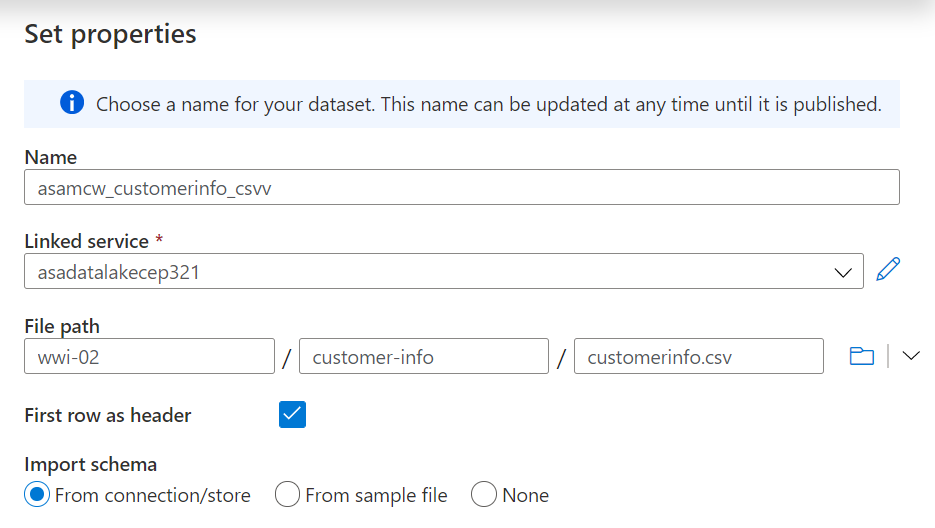 Set properties
Choose a name for your dataset. This name can be updated at any time until it is published.
Name
asamcw_customerinfo_csvv
Linked service *
asadatalakecep321
File path
wwi-02 / customer-info / customerinfo.csv
First row as header
Import schema
From connection/store From sample file None